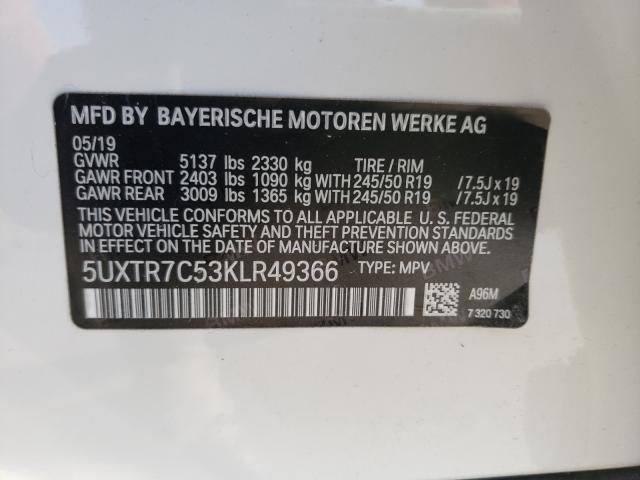 MFD BY BAYERISCHE MOTOREN WERKE AG
05/19
GVWR 5137 lbs 2330 kg TIRE / RIM
GAWR FRONT 2403 lbs 1090 kg WITH 245/50 R19 /7.5J x 19
GAWR REAR 3009 lbs 1365 kg WITH 245/50 R19 /7.5J x 19
THIS VEHICLE CONFORMS TO ALL APPLICABLE U. S. FEDERAL
MOTOR VEHICLE SAFETY AND THEFT PREVENTION STANDARDS
IN EFFECT ON THE DATE OF MANUFACTURE SHOWN ABOVE.
5UXTR7C53KLR49366 TYPE: MPV
A96M
7 320 730